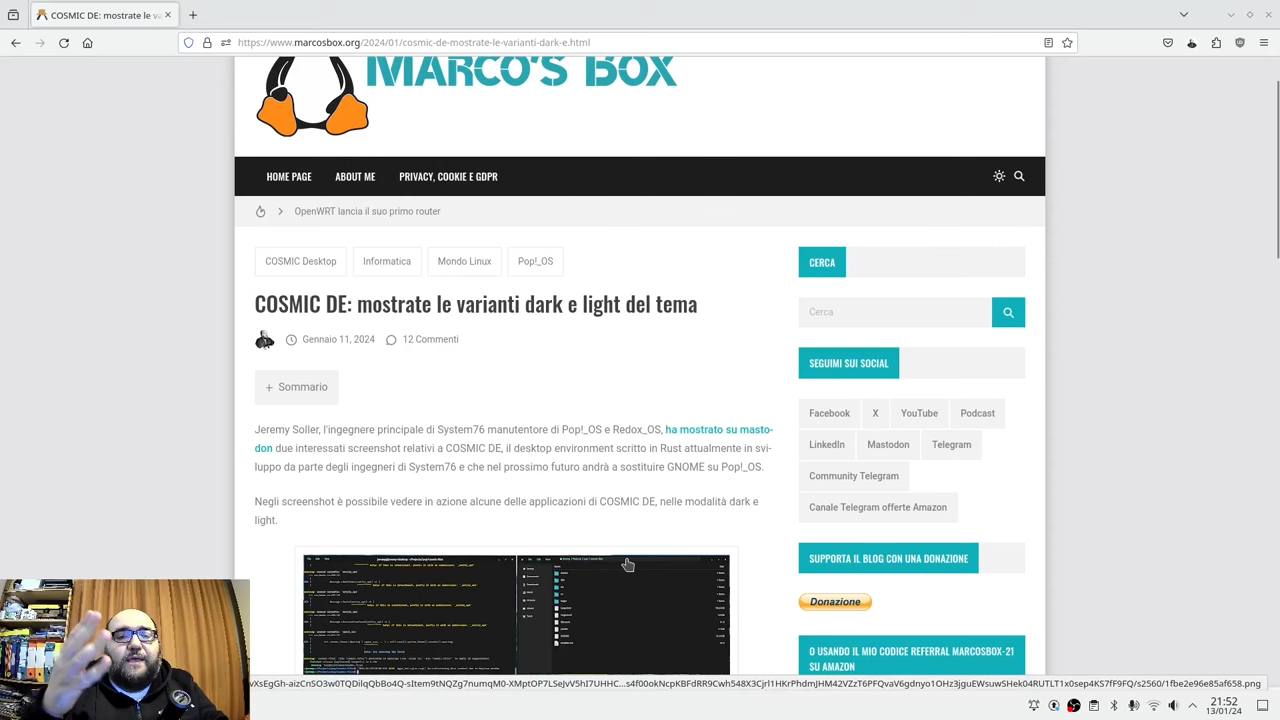 COSMIC DE: mostrate le va
https://www.marcosbox.org/2024/01/cosmic-de-mostrate-le-varianti-dark-e.html
MARCO'S BOX
HOME PAGE
ABOUT ME
PRIVACY, COOKIE E GDPR
OpenWRT lancia il suo primo router
COSMIC Desktop
Informatica
Mondo Linux
Pop!_OS
COSMIC DE: mostrate le varianti dark e light del tema
Gennaio 11, 2024
12 Commenti
+ Sommario
Jeremy Soller, l'ingegnere principale di System76 manutentore di Pop!_OS e Redox_OS, ha mostrato su masto-
don due interessati screenshot relativi a COSMIC DE, il desktop environment scritto in Rust attualmente in svi-
luppo da parte degli ingegneri di System76 e che nel prossimo futuro andrà a sostituire GNOME su Pop!_OS.
Negli screenshot è possibile vedere in azione alcune delle applicazioni di COSMIC DE, nelle modalità dark e
light.
CERCA
Cerca
SEGUIMI SUI SOCIAL
Facebook
X
YouTube
Podcast
LinkedIn
Mastodon
Telegram
Community Telegram
Canale Telegram offerte Amazon
SUPPORTA IL BLOG CON UNA DONAZIONE
O USANDO IL MIO CODICE REFERRAL MARCOSBOX-21
SU AMAZON
21:52
13/01/24